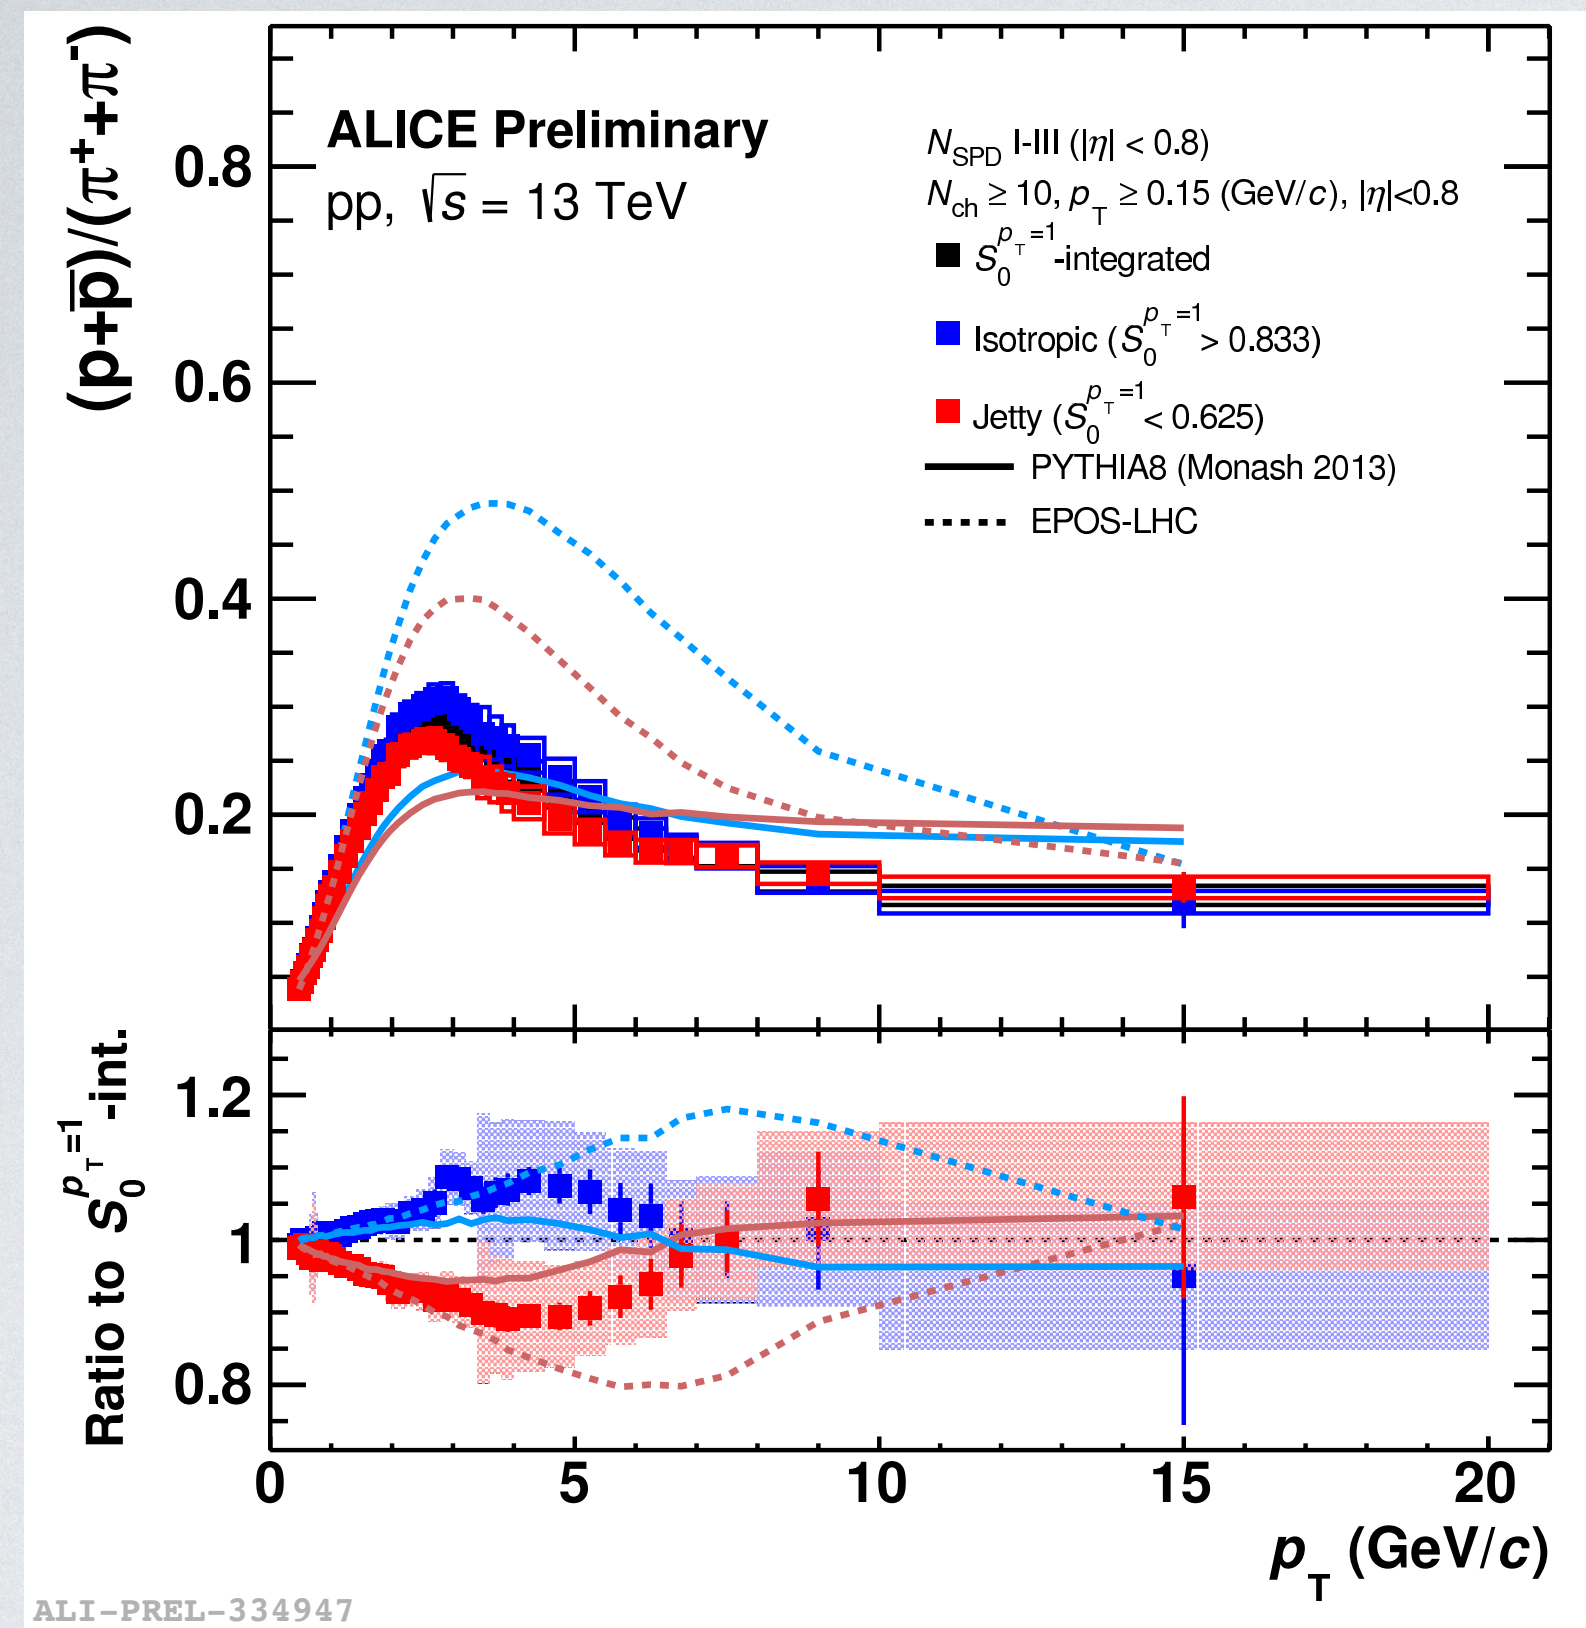 (p+p̅)/(π⁺+π⁻)
0.8
0.6
0.4
0.2
ALICE Preliminary
pp, √s = 13 TeV
N_SPD I-III (|η| < 0.8)
N_ch ≥ 10, p_T ≥ 0.15 (GeV/c), |η|<0.8
S_0^{p_T=1}-integrated
Isotropic (S_0^{p_T=1} > 0.833)
Jetty (S_0^{p_T=1} < 0.625)
PYTHIA8 (Monash 2013)
EPOS-LHC
Ratio to S_0^{p_T=1}-int.
1.2
1
0.8
0 5 10 15 20
p_T (GeV/c)
ALI-PREL-334947